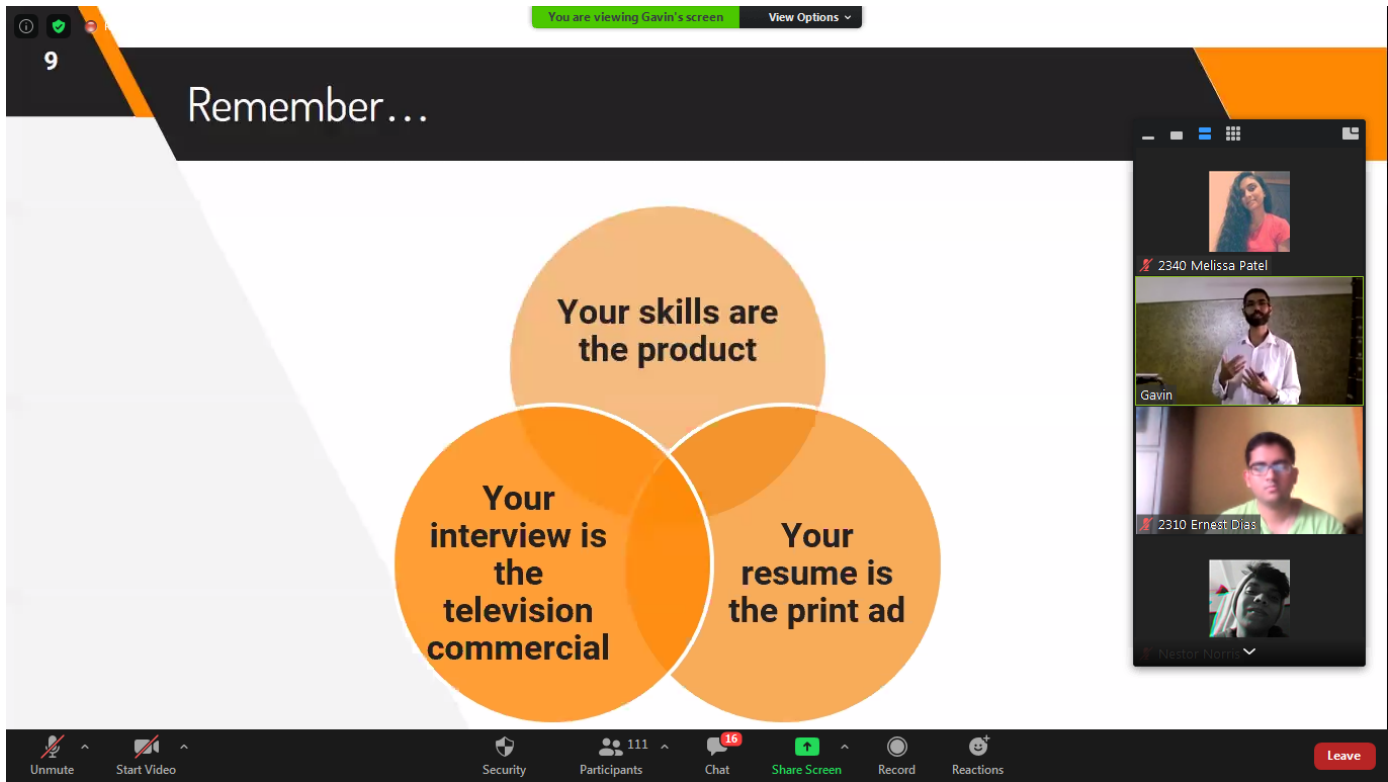 You are viewing Gavin's screen
View Options
9
Remember...
Your skills are
the product
Your
interview is
the
television
commercial
Your
resume is
the print ad
2340 Melissa Patel
Gavin
2310 Ernest Dias
Nestor Norris
Unmute
Start Video
Security
111
Participants
16
Chat
Share Screen
Record
Reactions
Leave